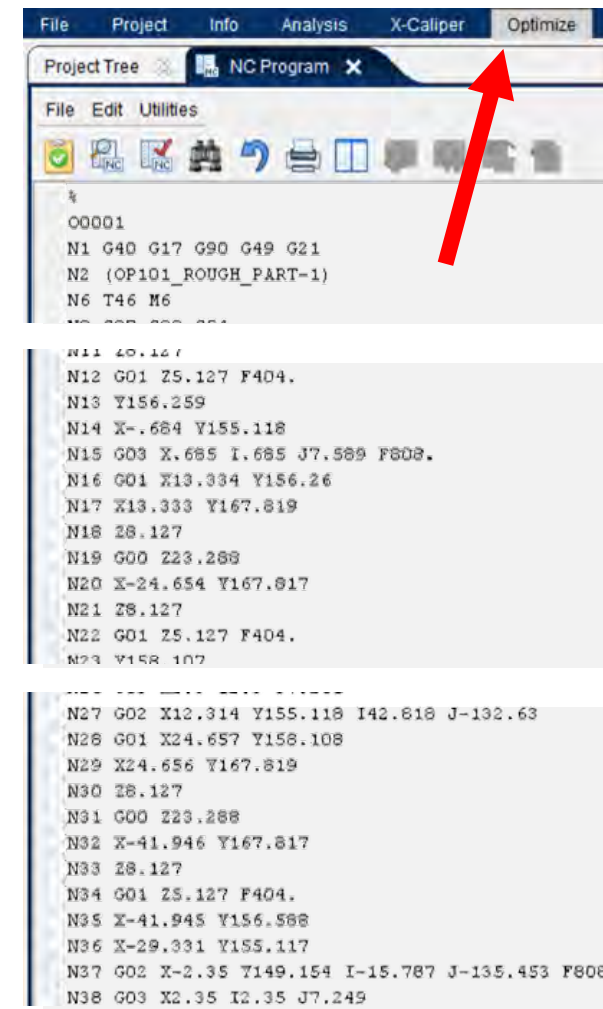 File Project Info Analysis X-Caliper Optimize
Project Tree NC Program
File Edit Utilities
%
O0001
N1 G40 G17 G90 G49 G21
N2 (OP101_ROUGH_PART-1)
N6 T46 M6
N11 Z8.127
N12 G01 Z5.127 F404.
N13 Y156.259
N14 X-.684 Y155.118
N15 G03 X.685 I.685 J7.589 F808.
N16 G01 X13.334 Y156.26
N17 X13.333 Y167.819
N18 Z8.127
N19 G00 Z23.288
N20 X-24.654 Y167.817
N21 Z8.127
N22 G01 Z5.127 F404.
N23 Y158.107
N27 G02 X12.314 Y155.118 I42.818 J-132.63
N28 G01 X24.657 Y158.108
N29 X24.656 Y167.819
N30 Z8.127
N31 G00 Z23.288
N32 X-41.946 Y167.817
N33 Z8.127
N34 G01 Z5.127 F404.
N35 X-41.945 Y156.588
N36 X-29.331 Y155.117
N37 G02 X-2.35 Y149.154 I-15.787 J-135.453 F808
N38 G03 X2.35 I2.35 J7.249